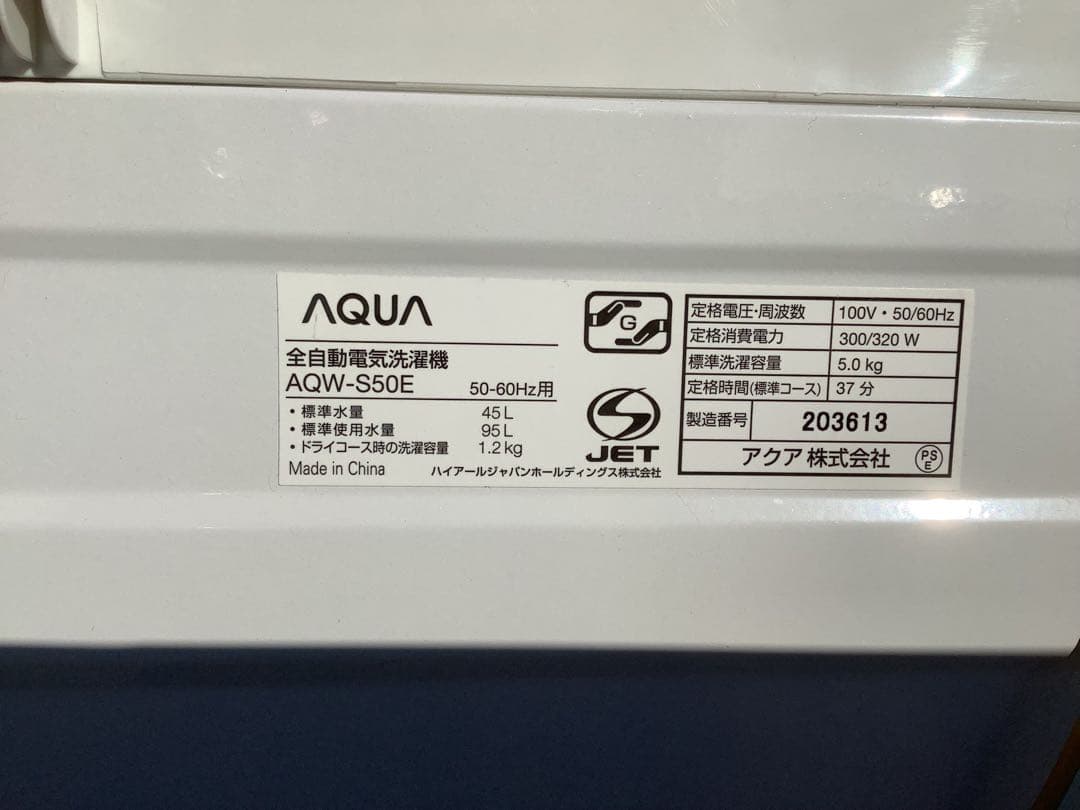 AQUA
全自動電気洗濯機
AQW-S50E 50-60Hz用
・標準水量 45L
・標準使用水量 95L
・ドライコース時の洗濯容量 1.2kg
Made in China ハイアールジャパンホールディングス株式会社
G
JET
定格電圧・周波数 100V・50/60Hz
定格消費電力 300/320 W
標準洗濯容量 5.0 kg
定格時間(標準コース) 37 分
製造番号 203613
アクア 株式会社 PS E